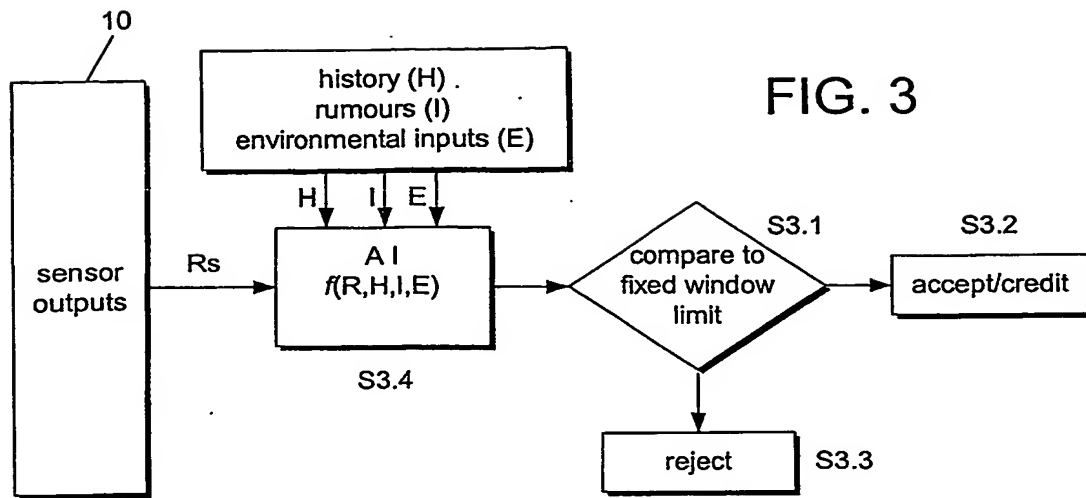 10
history (H)
rumours (I)
environmental inputs (E)
FIG. 3
H I E
sensor
outputs
Rs
A I
f(R,H,I,E)
S3.4
compare to
fixed window
limit
S3.1
S3.2
accept/credit
reject
S3.3